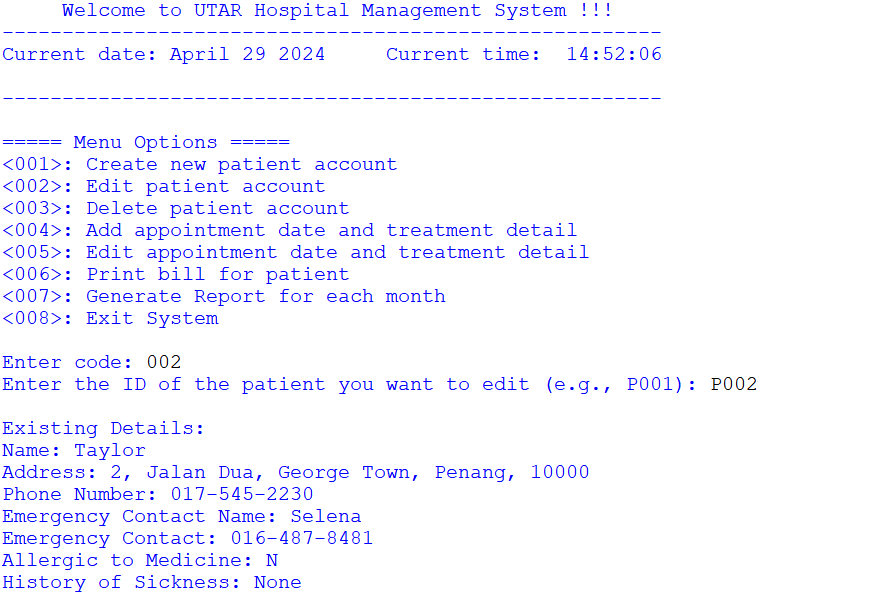 Welcome to UTAR Hospital Management System !!!
-------------------------------------------------------
Current date: April 29 2024     Current time:  14:52:06
-------------------------------------------------------
===== Menu Options =====
<001>: Create new patient account
<002>: Edit patient account
<003>: Delete patient account
<004>: Add appointment date and treatment detail
<005>: Edit appointment date and treatment detail
<006>: Print bill for patient
<007>: Generate Report for each month
<008>: Exit System
Enter code: 002
Enter the ID of the patient you want to edit (e.g., P001): P002
Existing Details:
Name: Taylor
Address: 2, Jalan Dua, George Town, Penang, 10000
Phone Number: 017-545-2230
Emergency Contact Name: Selena
Emergency Contact: 016-487-8481
Allergic to Medicine: N
History of Sickness: None